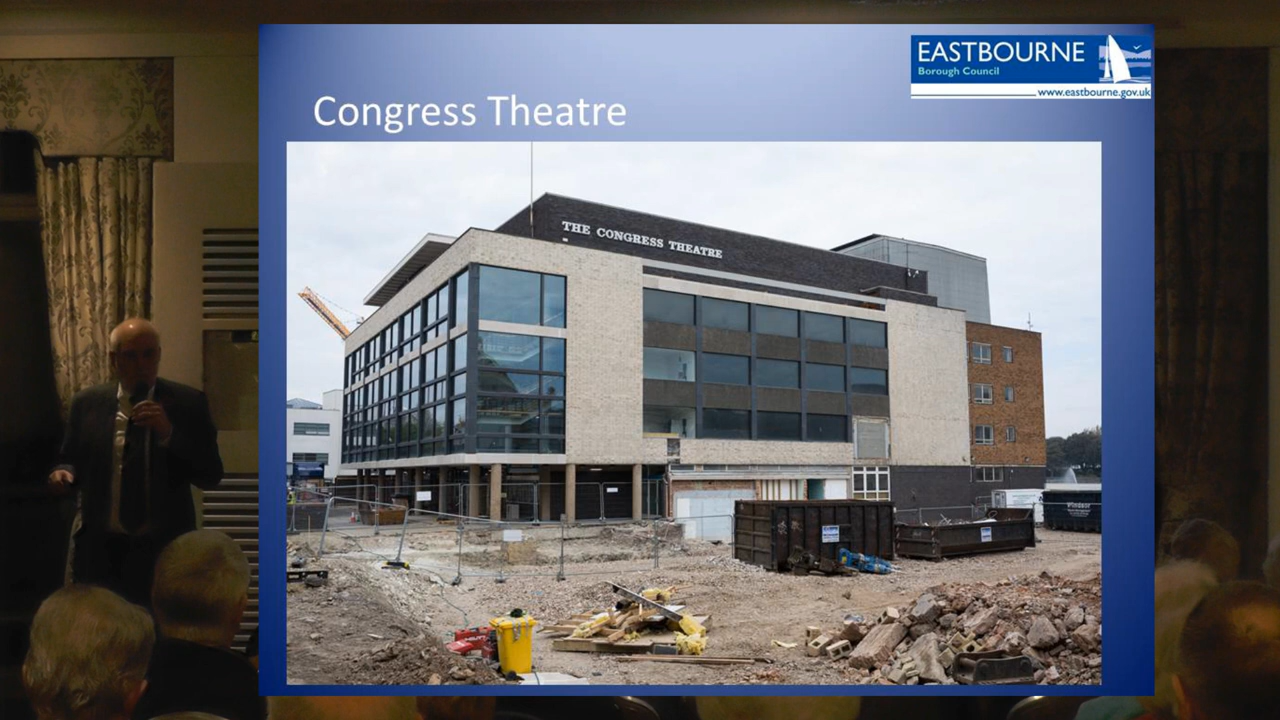 EASTBOURNE
Borough Council
www.eastbourne.gov.uk
Congress Theatre
THE CONGRESS THEATRE